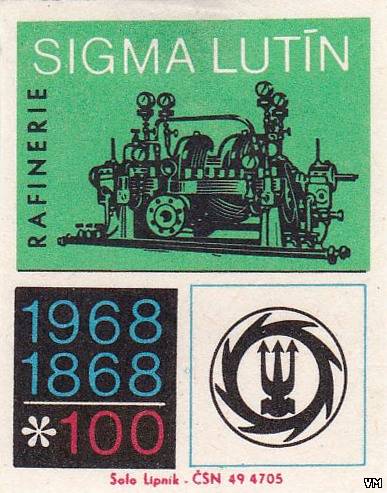 SIGMA LUTÍN
RAFINERIE
1968
1868
*100
Solo Lipník - ČSN 49 4705
VM